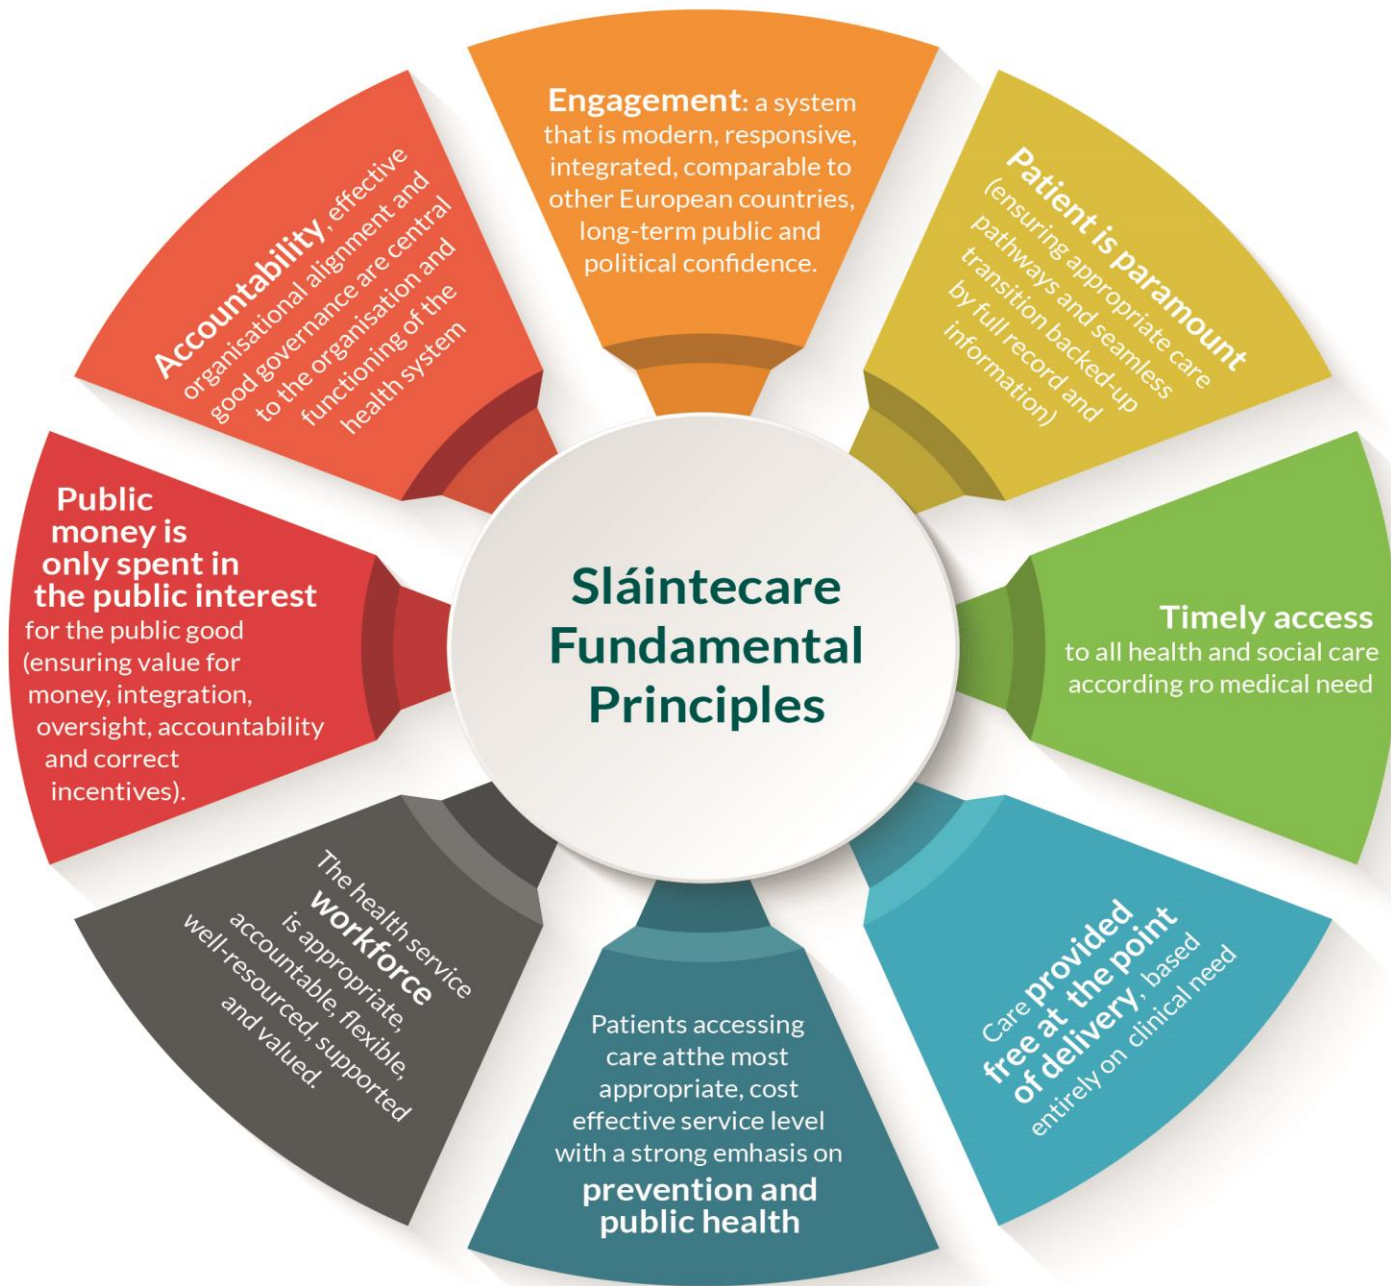 Sláintecare
Fundamental
Principles
Engagement: a system
that is modern, responsive,
integrated, comparable to
other European countries,
long-term public and
political confidence.
Patient is paramount
(ensuring appropriate care
pathways and seamless
transition backed-up
by full record and
information)
Timely access
to all health and social care
according ro medical need
Care provided
free at the point
of delivery, based
entirely on clinical need
Patients accessing
care atthe most
appropriate, cost
effective service level
with a strong emhasis on
prevention and
public health
The health service
workforce
is appropriate,
accountable, flexible,
well-resourced, supported
and valued.
Public
money is
only spent in
the public interest
for the public good
(ensuring value for
money, integration,
oversight, accountability
and correct
incentives).
Accountability, effective
organisational alignment and
good governance are central
to the organisation and
functioning of the
health system